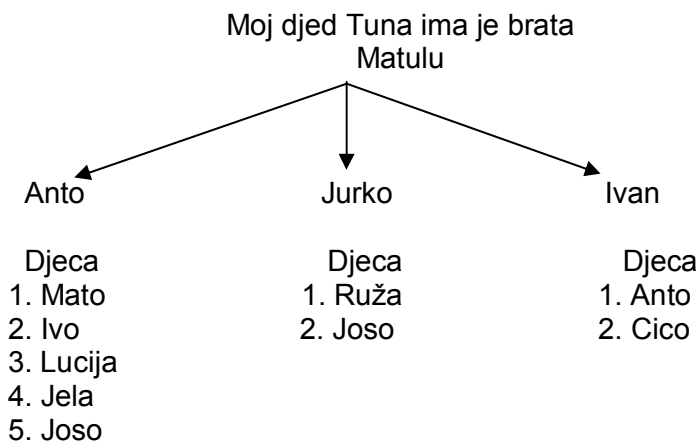 Moj djed Tuna ima je brata
Matulu
Anto
Jurko
Ivan
Djeca
1. Mato
2. Ivo
3. Lucija
4. Jela
5. Joso
Djeca
1. Ruža
2. Joso
Djeca
1. Anto
2. Cico